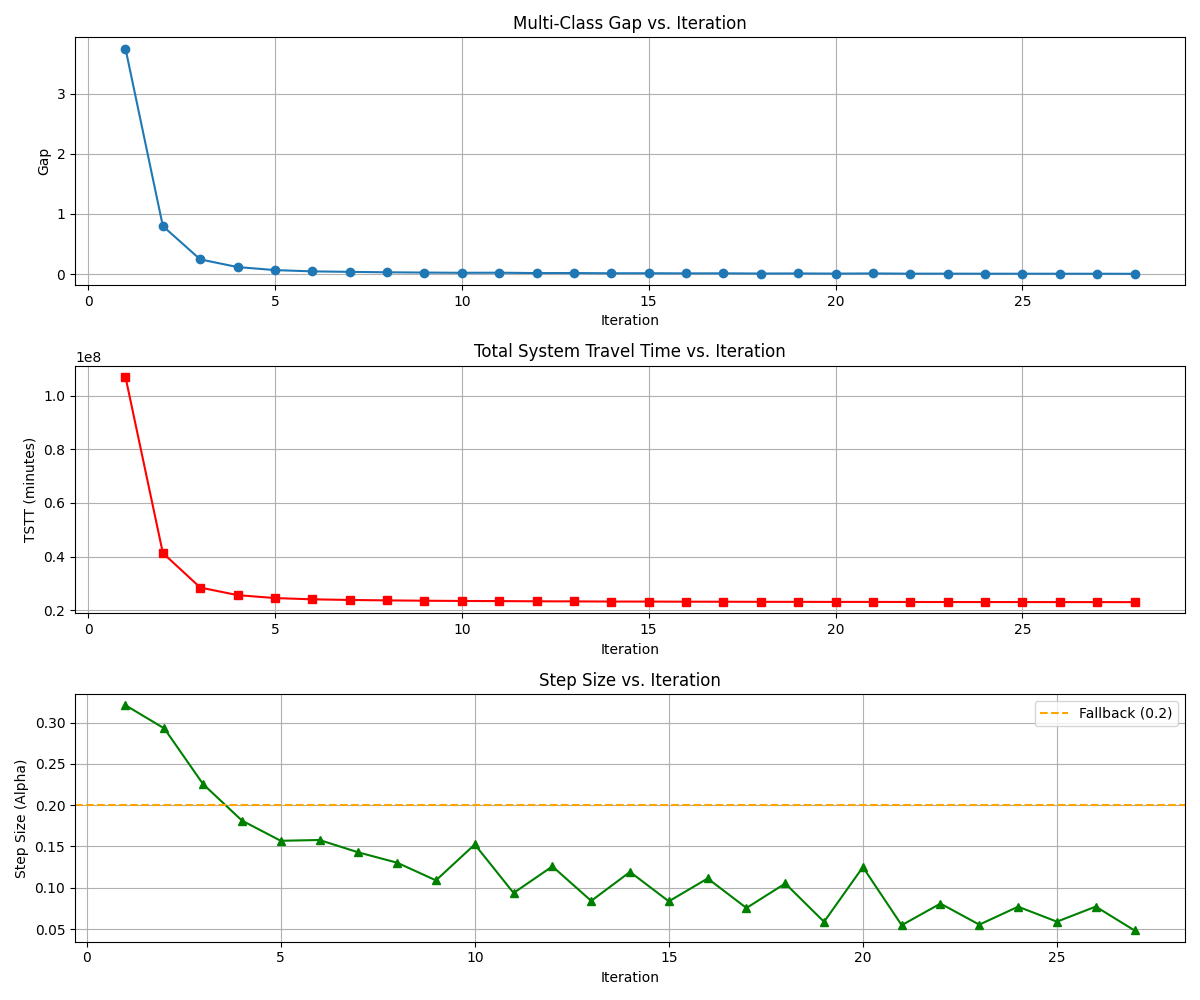 Multi-Class Gap vs. Iteration
Gap
3
2
1
0
0 5 10 15 20 25
Iteration
Total System Travel Time vs. Iteration
1e8
TSTT (minutes)
1.0
0.8
0.6
0.4
0.2
0 5 10 15 20 25
Iteration
Step Size vs. Iteration
Fallback (0.2)
Step Size (Alpha)
0.30
0.25
0.20
0.15
0.10
0.05
0 5 10 15 20 25
Iteration